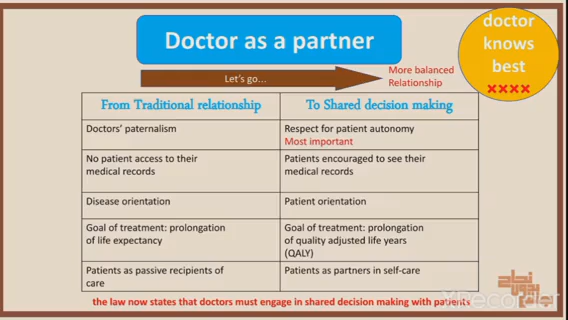 Doctor as a partner
doctor
knows
best
xxxx
Let's go...
More balanced
Relationship
From Traditional relationship
To Shared decision making
Doctors' paternalism
Respect for patient autonomy
Most important
No patient access to their
medical records
Patients encouraged to see their
medical records
Disease orientation
Patient orientation
Goal of treatment: prolongation
of life expectancy
Goal of treatment: prolongation
of quality adjusted life years
(QALY)
Patients as passive recipients of
care
Patients as partners in self-care
the law now states that doctors must engage in shared decision making with patients
XRecorder